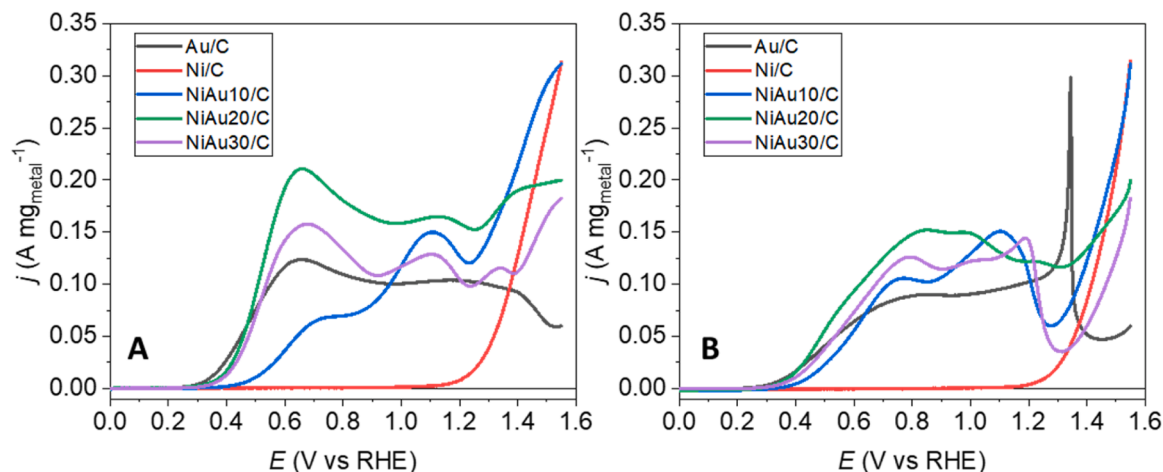 0.35
0.30
0.25
0.20
0.15
0.10
0.05
0.00
j (A mg_metal⁻¹)
Au/C
Ni/C
NiAu10/C
NiAu20/C
NiAu30/C
A
0.0 0.2 0.4 0.6 0.8 1.0 1.2 1.4 1.6
E (V vs RHE)
0.35
0.30
0.25
0.20
0.15
0.10
0.05
0.00
j (A mg_metal⁻¹)
Au/C
Ni/C
NiAu10/C
NiAu20/C
NiAu30/C
B
0.0 0.2 0.4 0.6 0.8 1.0 1.2 1.4 1.6
E (V vs RHE)